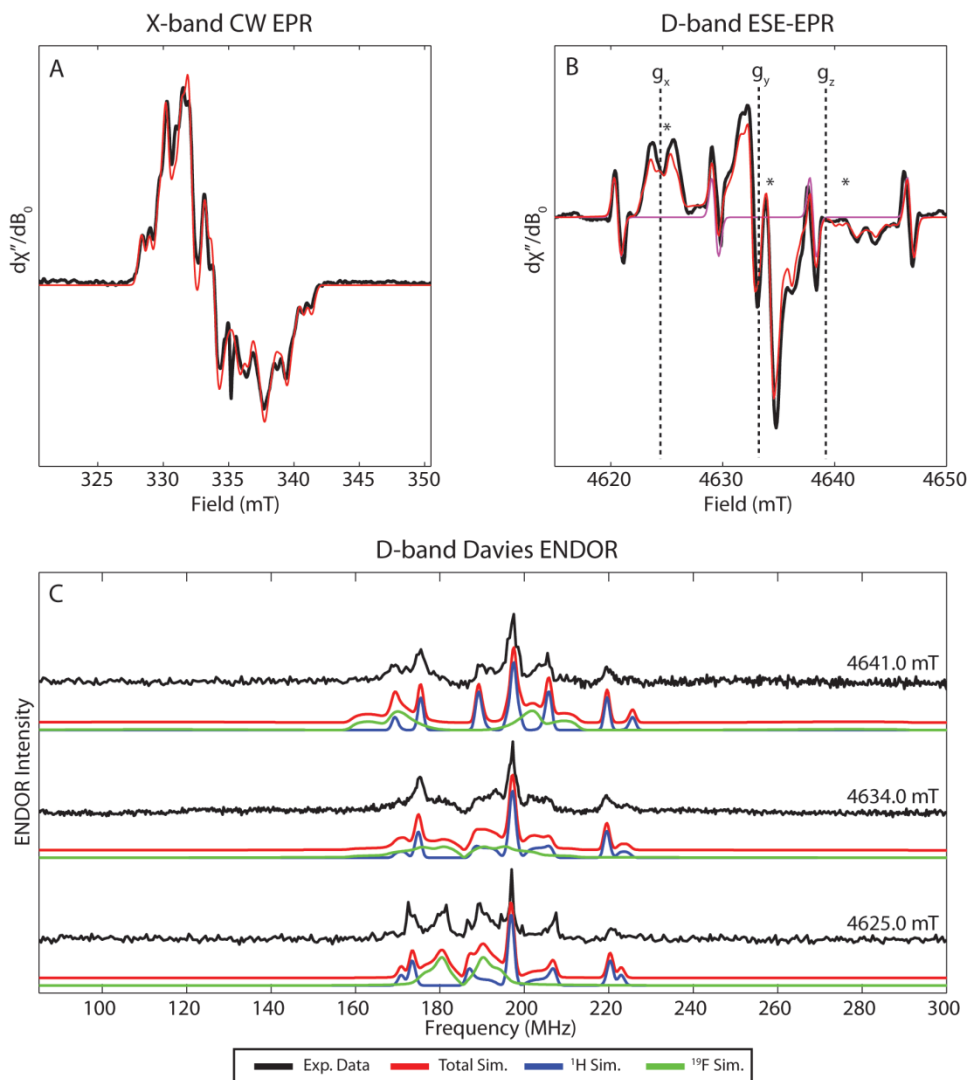 X-band CW EPR
D-band ESE-EPR
A
dχ″/dB₀
325 330 335 340 345 350
Field (mT)
B
gₓ
g_y
g_z
*
*
*
dχ″/dB₀
4620 4630 4640 4650
Field (mT)
D-band Davies ENDOR
C
ENDOR Intensity
4641.0 mT
4634.0 mT
4625.0 mT
100 120 140 160 180 200 220 240 260 280 300
Frequency (MHz)
Exp. Data Total Sim. ¹H Sim. ¹⁹F Sim.